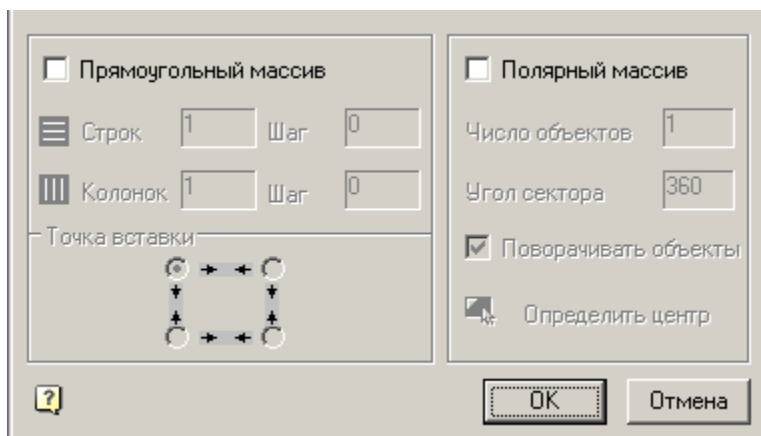 Прямоугольный массив
Строк 1 Шаг 0
Колонок 1 Шаг 0
Точка вставки
Полярный массив
Число объектов 1
Угол сектора 360
Поворачивать объекты
Определить центр
?
OK
Отмена